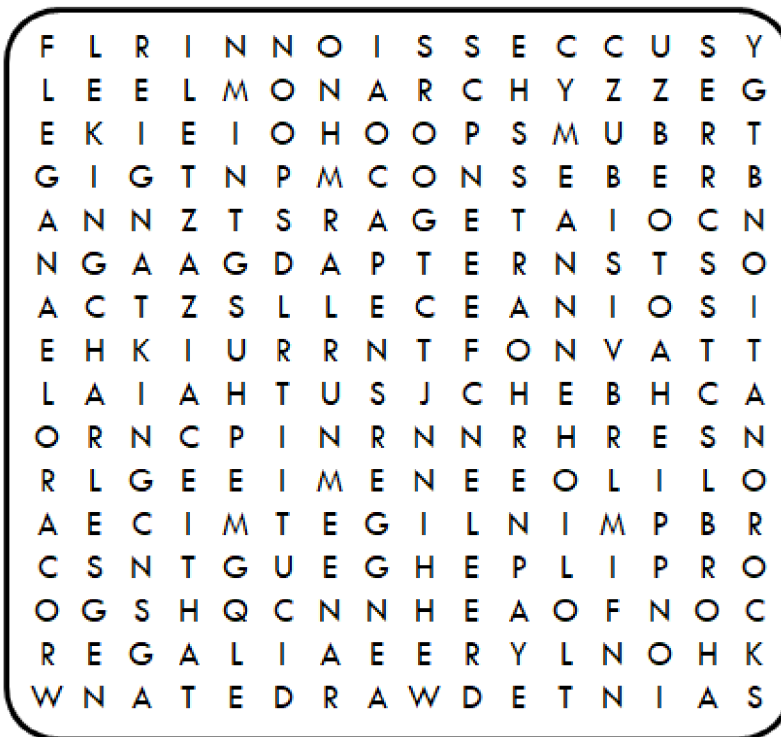 F L R I N N O I S S E C C U S Y
L E E L M O N A R C H Y Z Z E G
E K I E I O H O O P S M U B R T
G I G T N P M C O N S E B E R B
A N N Z T S R A G E T A I O C N
N G A A G D A P T E R N S T S O
A C T Z S L L E C E A N I O S I
E H K I U R R N T F O N V A T T
L A I A H T U S J C H E B H C A
O R N C P I N R N N R H R E S N
R L G E E I M E N E E O L I L O
A E C I M T E G I L N I M P B R
C S N T G U E G H E P L I P R O
O G S H Q C N N H E A O F N O C
R E G A L I A E E R Y L N O H K
W N A T E D R A W D E T N I A S